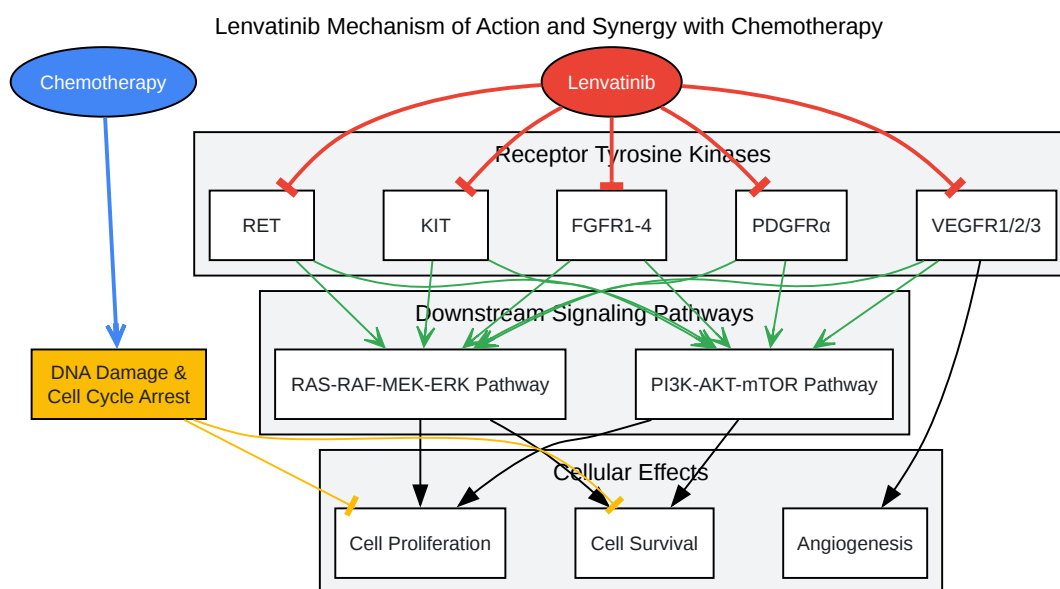 Lenvatinib Mechanism of Action and Synergy with Chemotherapy
Chemotherapy
Lenvatinib
Receptor Tyrosine Kinases
RET
KIT
FGFR1-4
PDGFRα
VEGFR1/2/3
Downstream Signaling Pathways
DNA Damage &
Cell Cycle Arrest
RAS-RAF-MEK-ERK Pathway
PI3K-AKT-mTOR Pathway
Cellular Effects
Cell Proliferation
Cell Survival
Angiogenesis